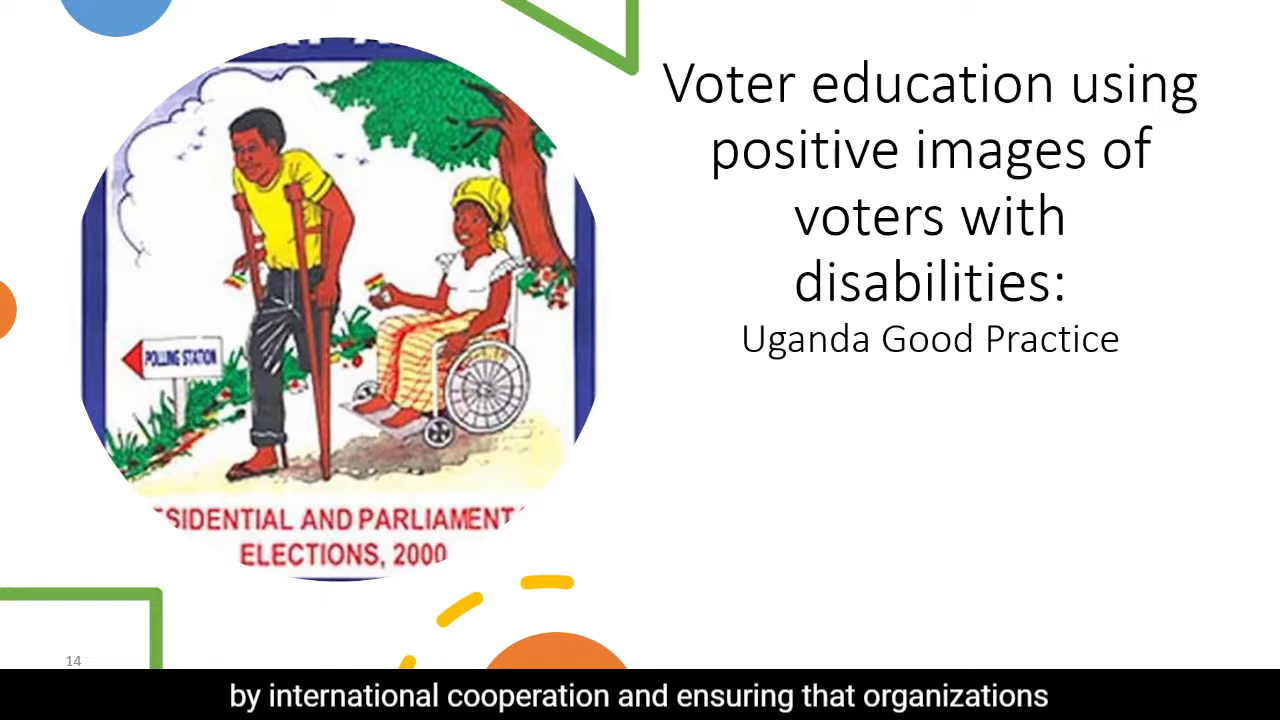 Voter education using
positive images of
voters with
disabilities:
Uganda Good Practice
POLLING STATION
ELECTIONS, 2000
AND PARLIAMENT
14
by international cooperation and ensuring that organizations